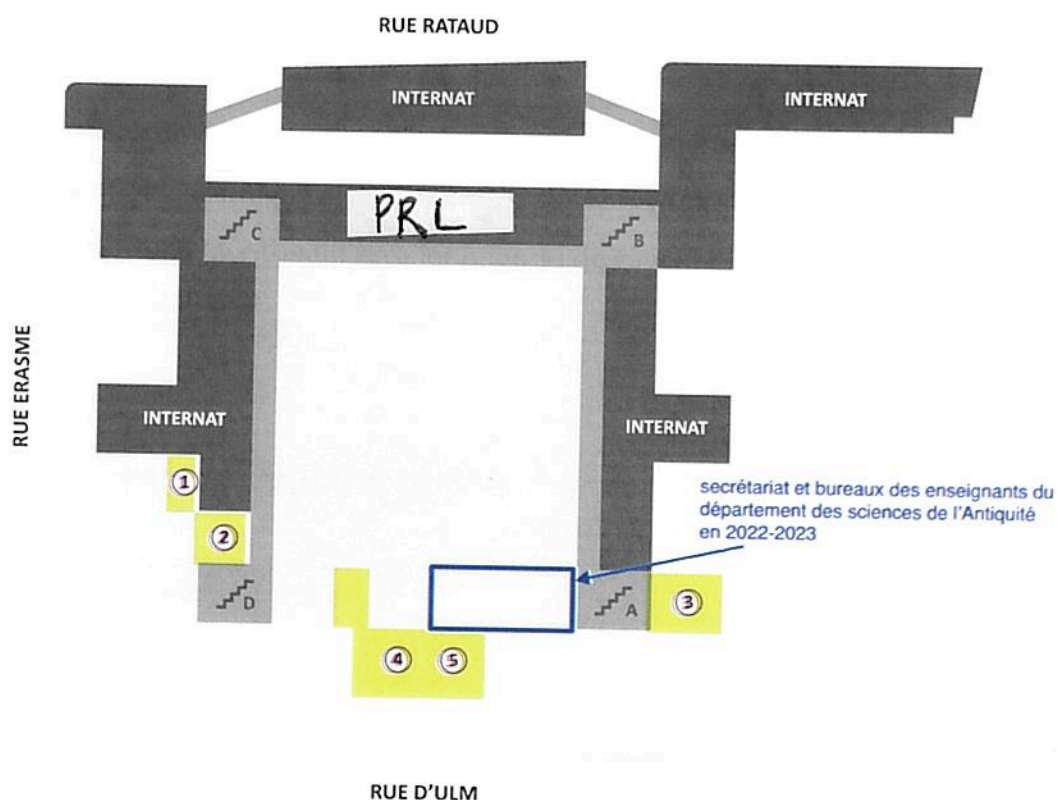 RUE RATAUD
INTERNAT
INTERNAT
PRL
C
B
RUE ERASME
INTERNAT
INTERNAT
1
secrétariat et bureaux des enseignants du
département des sciences de l'Antiquité
en 2022-2023
2
D
A
3
4
5
RUE D'ULM